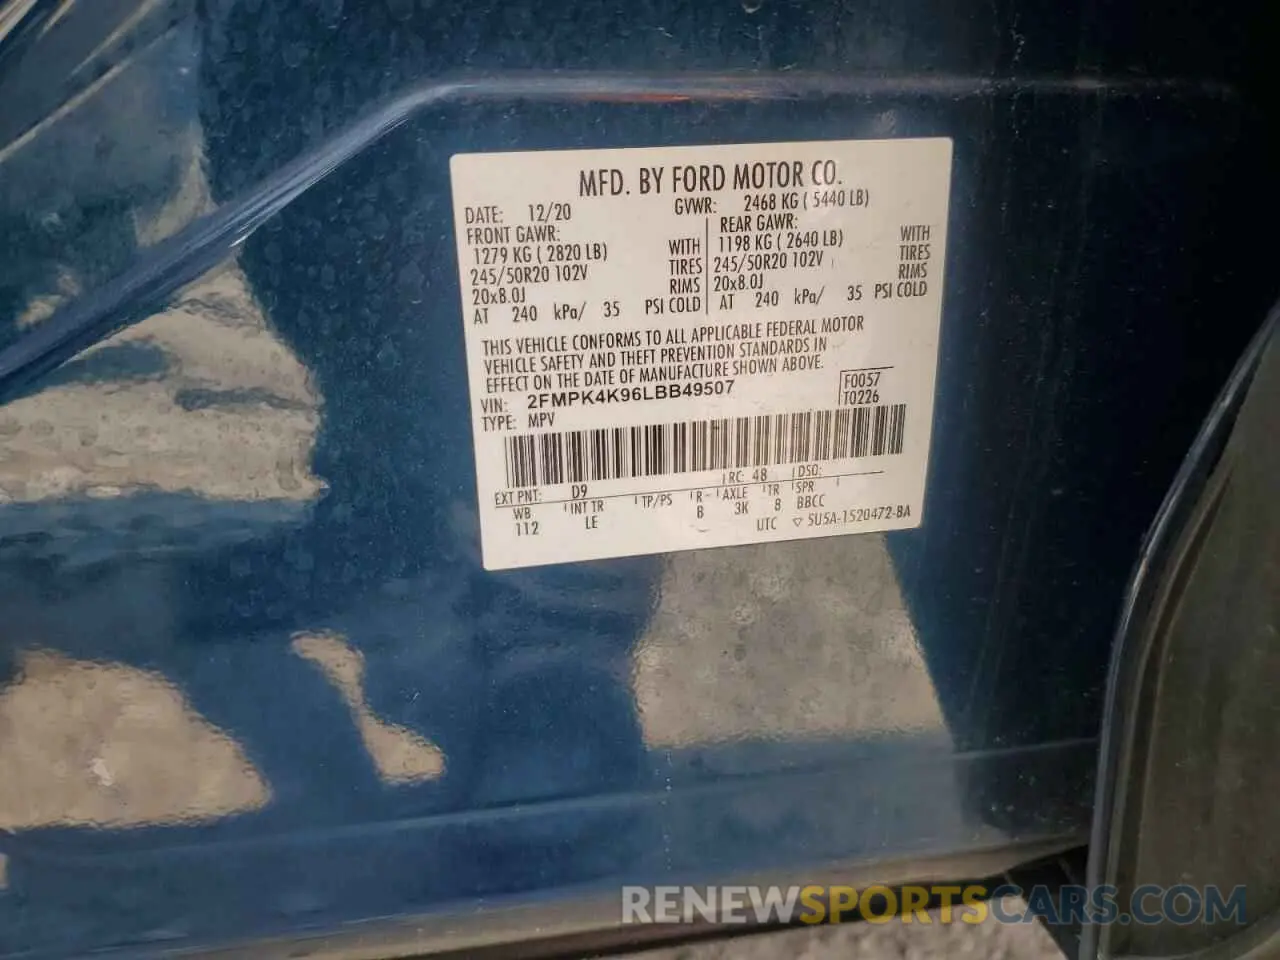 MFD. BY FORD MOTOR CO.
DATE: 12/20 GVWR: 2468 KG ( 5440 LB)
FRONT GAWR: REAR GAWR:
1279 KG ( 2820 LB) WITH 1198 KG ( 2640 LB) WITH
245/50R20 102V TIRES 245/50R20 102V TIRES
20x8.0J RIMS 20x8.0J RIMS
AT 240 kPa/ 35 PSI COLD AT 240 kPa/ 35 PSI COLD
THIS VEHICLE CONFORMS TO ALL APPLICABLE FEDERAL MOTOR
VEHICLE SAFETY AND THEFT PREVENTION STANDARDS IN
EFFECT ON THE DATE OF MANUFACTURE SHOWN ABOVE.
VIN: 2FMPK4K96LBB49507 F0057
TYPE: MPV T0226
EXT PNT: D9 RC: 48 DSO:
WB INT TR TP/PS R AXLE TR SPR
112 LE B 3K 8 BBCC
UTC ▽ 5U5A-1520472-BA
RENEWSPORTSCARS.COM